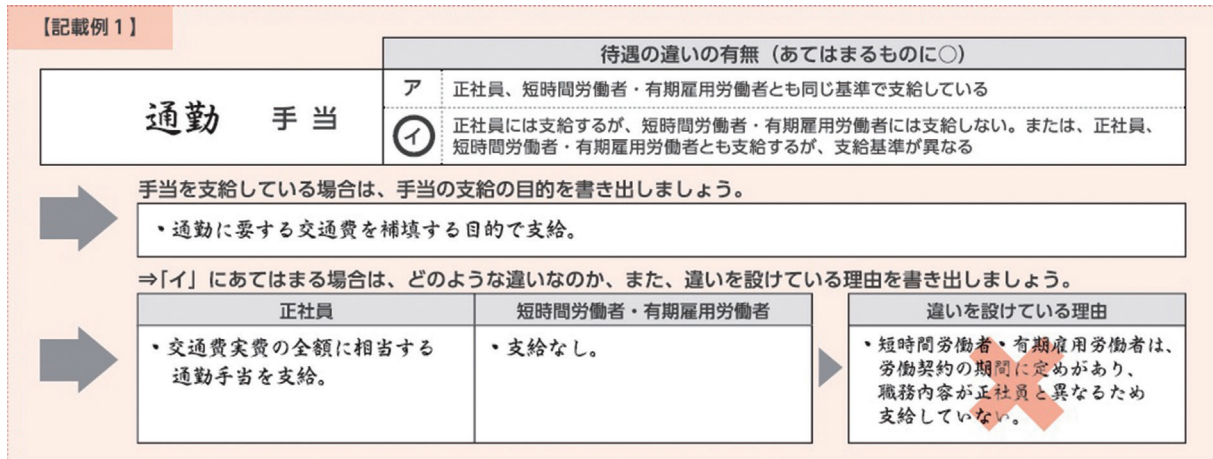 【記載例1】
待遇の違いの有無（あてはまるものに○）
通勤 手当
ア 正社員、短時間労働者・有期雇用労働者とも同じ基準で支給している
イ 正社員には支給するが、短時間労働者・有期雇用労働者には支給しない。または、正社員、
短時間労働者・有期雇用労働者とも支給するが、支給基準が異なる
手当を支給している場合は、手当の支給の目的を書き出しましょう。
・通勤に要する交通費を補填する目的で支給。
⇒「イ」にあてはまる場合は、どのような違いなのか、また、違いを設けている理由を書き出しましょう。
正社員
・交通費実費の全額に相当する
通勤手当を支給。
短時間労働者・有期雇用労働者
・支給なし。
違いを設けている理由
・短時間労働者・有期雇用労働者は、
労働契約の期間に定めがあり、
職務内容が正社員と異なるため
支給していない。